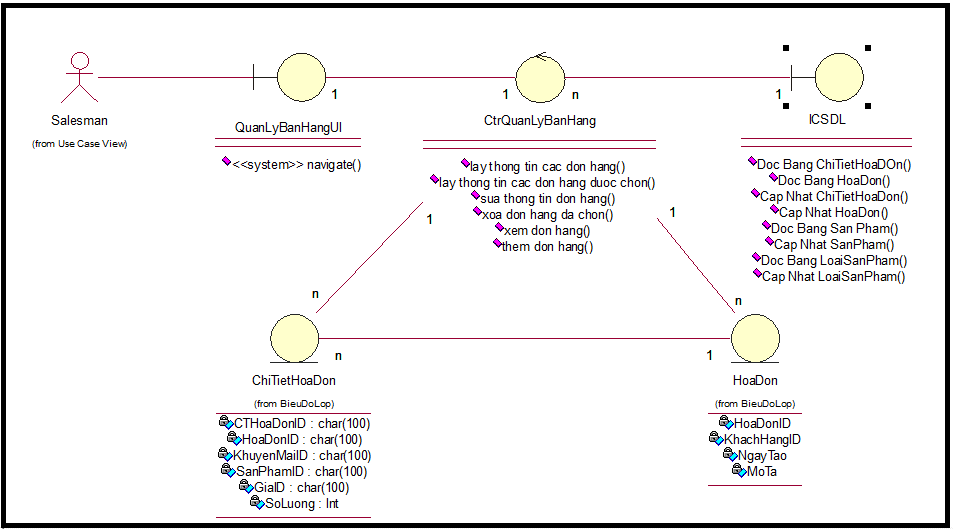 1
1
n
1
Salesman
(from Use Case View)
QuanLyBanHangUI
<<system>> navigate()
CtrQuanLyBanHang
lay thong tin cac don hang()
lay thong tin cac don hang duoc chon()
sua thong tin don hang()
xoa don hang da chon()
xem don hang()
them don hang()
ICSDL
Doc Bang ChiTietHoaDOn()
Doc Bang HoaDon()
Cap Nhat ChiTietHoaDon()
Cap Nhat HoaDon()
Doc Bang San Pham()
Cap Nhat SanPham()
Doc Bang LoaiSanPham()
Cap Nhat LoaiSanPham()
1
1
n
n
n
1
ChiTietHoaDon
(from BieuDoLop)
CTHoaDonID : char(100)
HoaDonID : char(100)
KhuyenMaiID : char(100)
SanPhamID : char(100)
GiaID : char(100)
SoLuong : Int
HoaDon
(from BieuDoLop)
HoaDonID
KhachHangID
NgayTao
MoTa